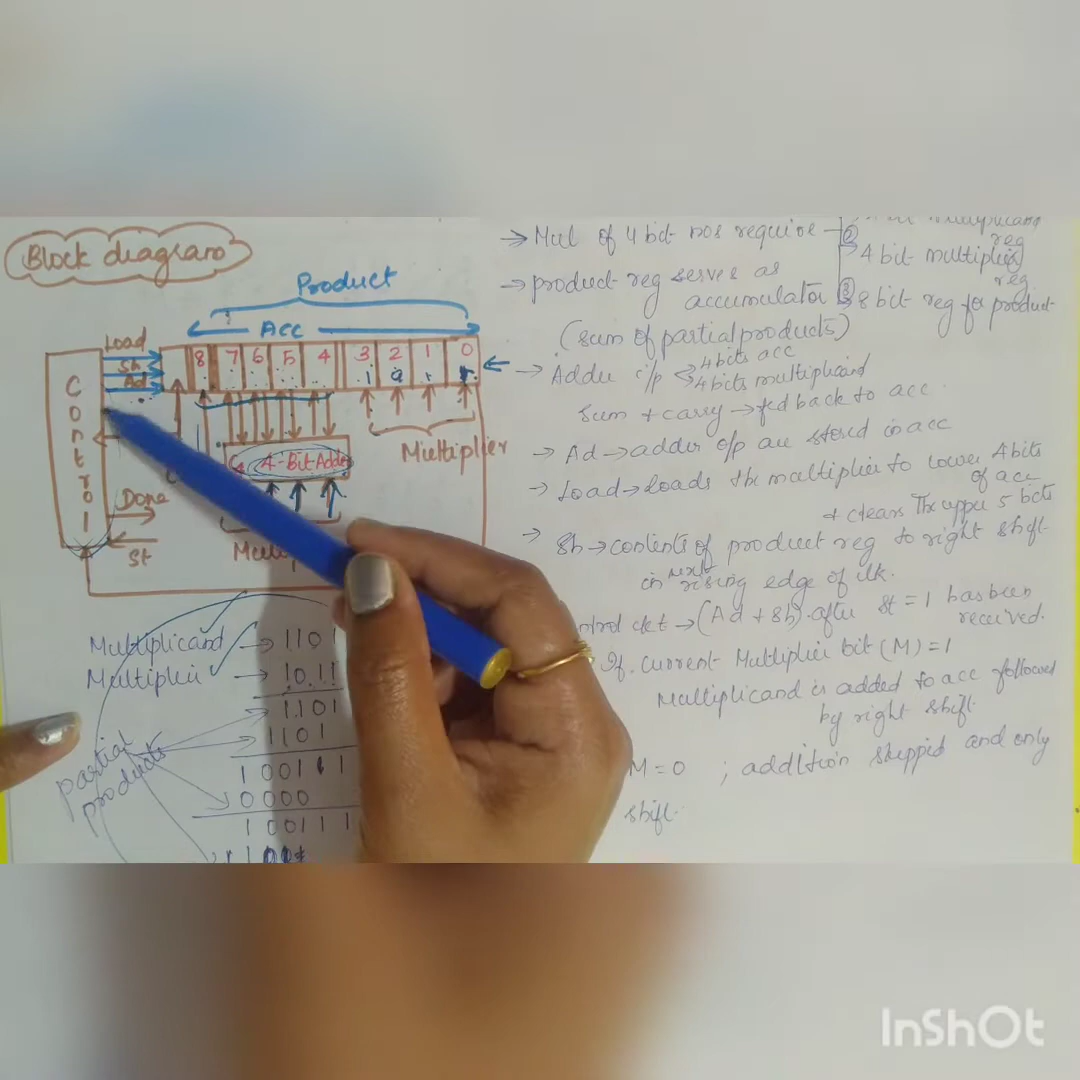 Block diagram
Product
Acc
Load
Sh
Ad
8 7 6 5 4 3 2 1 0
Control
4-Bit Adder
Multiplier
Done
St
Multiplicand → 1101
Multiplier → 1011
1101
1101
partial
products
0000
→ Mul of 4 bit nos require
② 4 bit multiplier
reg.
→ product reg serves as
accumulator
③ → 8 bit reg for product
(sum of partial products)
→ Adder i/p
4 bits acc
4 bits multiplicand
Sum + carry → fed back to acc
→ Ad → adder o/p are stored in acc
→ Load → loads the multiplier to lower 4 bits
of acc
+ clears the upper 5 bits
→ Sh → contents of product reg to right shift
in next rising edge of clk.
ckt → (Ad + Sh) after St = 1 has been
received.
If current Multiplier bit (M) = 1
Multiplicand is added to acc followed
by right shift
M = 0 ; addition skippid and only
shift.
InShOt